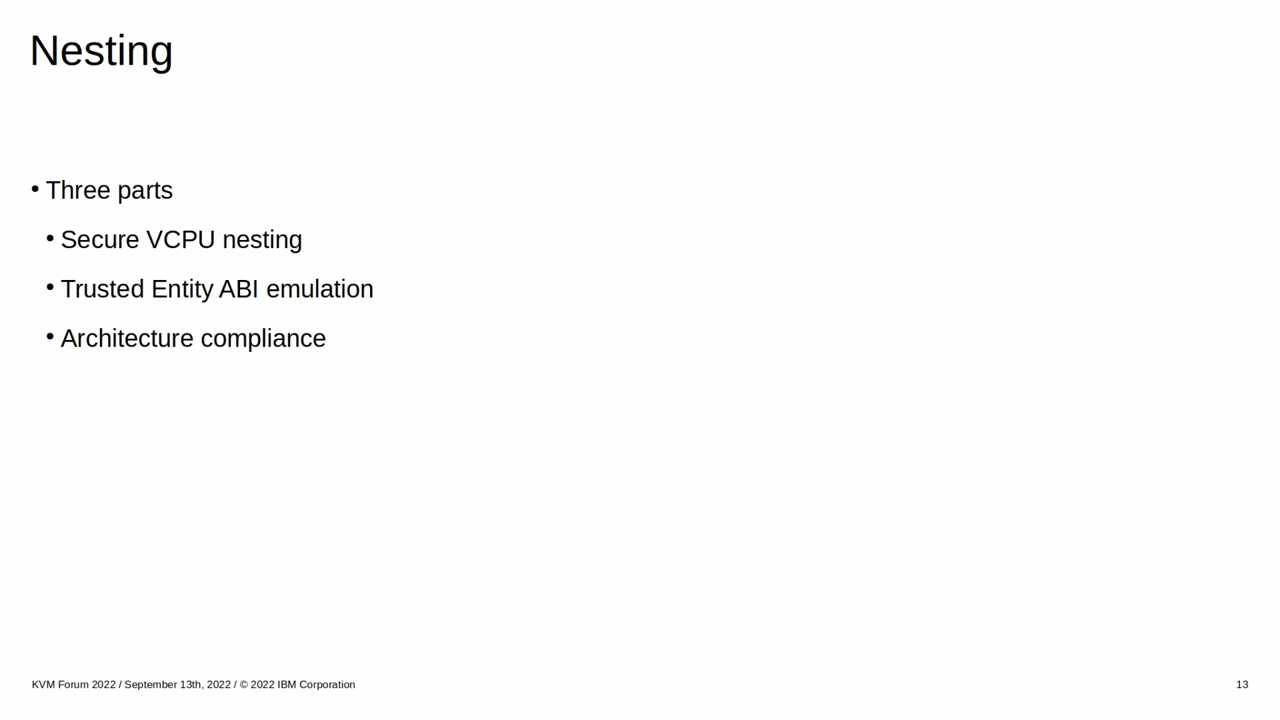 Nesting
• Three parts
• Secure VCPU nesting
• Trusted Entity ABI emulation
• Architecture compliance
KVM Forum 2022 / September 13th, 2022 / © 2022 IBM Corporation
13